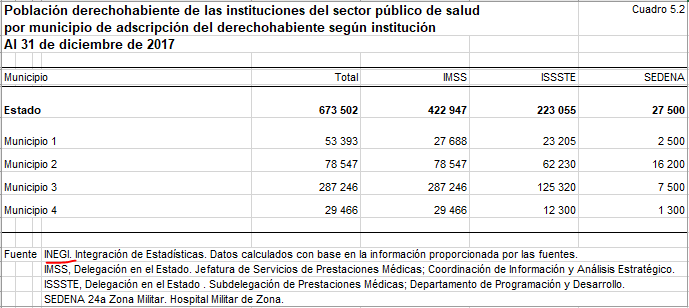 Población derechohabiente de las instituciones del sector público de salud Cuadro 5.2
por municipio de adscripción del derechohabiente según institución
Al 31 de diciembre de 2017
Municipio Total IMSS ISSSTE SEDENA
Estado 673 502 422 947 223 055 27 500
Municipio 1 53 393 27 688 23 205 2 500
Municipio 2 78 547 78 547 62 230 16 200
Municipio 3 287 246 287 246 125 320 7 500
Municipio 4 29 466 29 466 12 300 1 300
Fuente INEGI. Integración de Estadísticas. Datos calculados con base en la información proporcionada por las fuentes.
IMSS, Delegación en el Estado. Jefatura de Servicios de Prestaciones Médicas; Coordinación de Información y Análisis Estratégico.
ISSSTE, Delegación en el Estado . Subdelegación de Prestaciones Médicas; Departamento de Programación y Desarrollo.
SEDENA 24a Zona Militar. Hospital Militar de Zona.